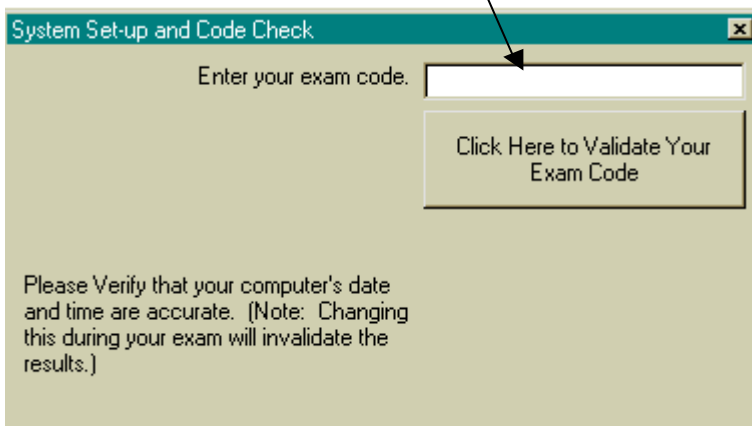 System Set-up and Code Check
Enter your exam code.
Click Here to Validate Your
Exam Code
Please Verify that your computer's date
and time are accurate. (Note: Changing
this during your exam will invalidate the
results.)